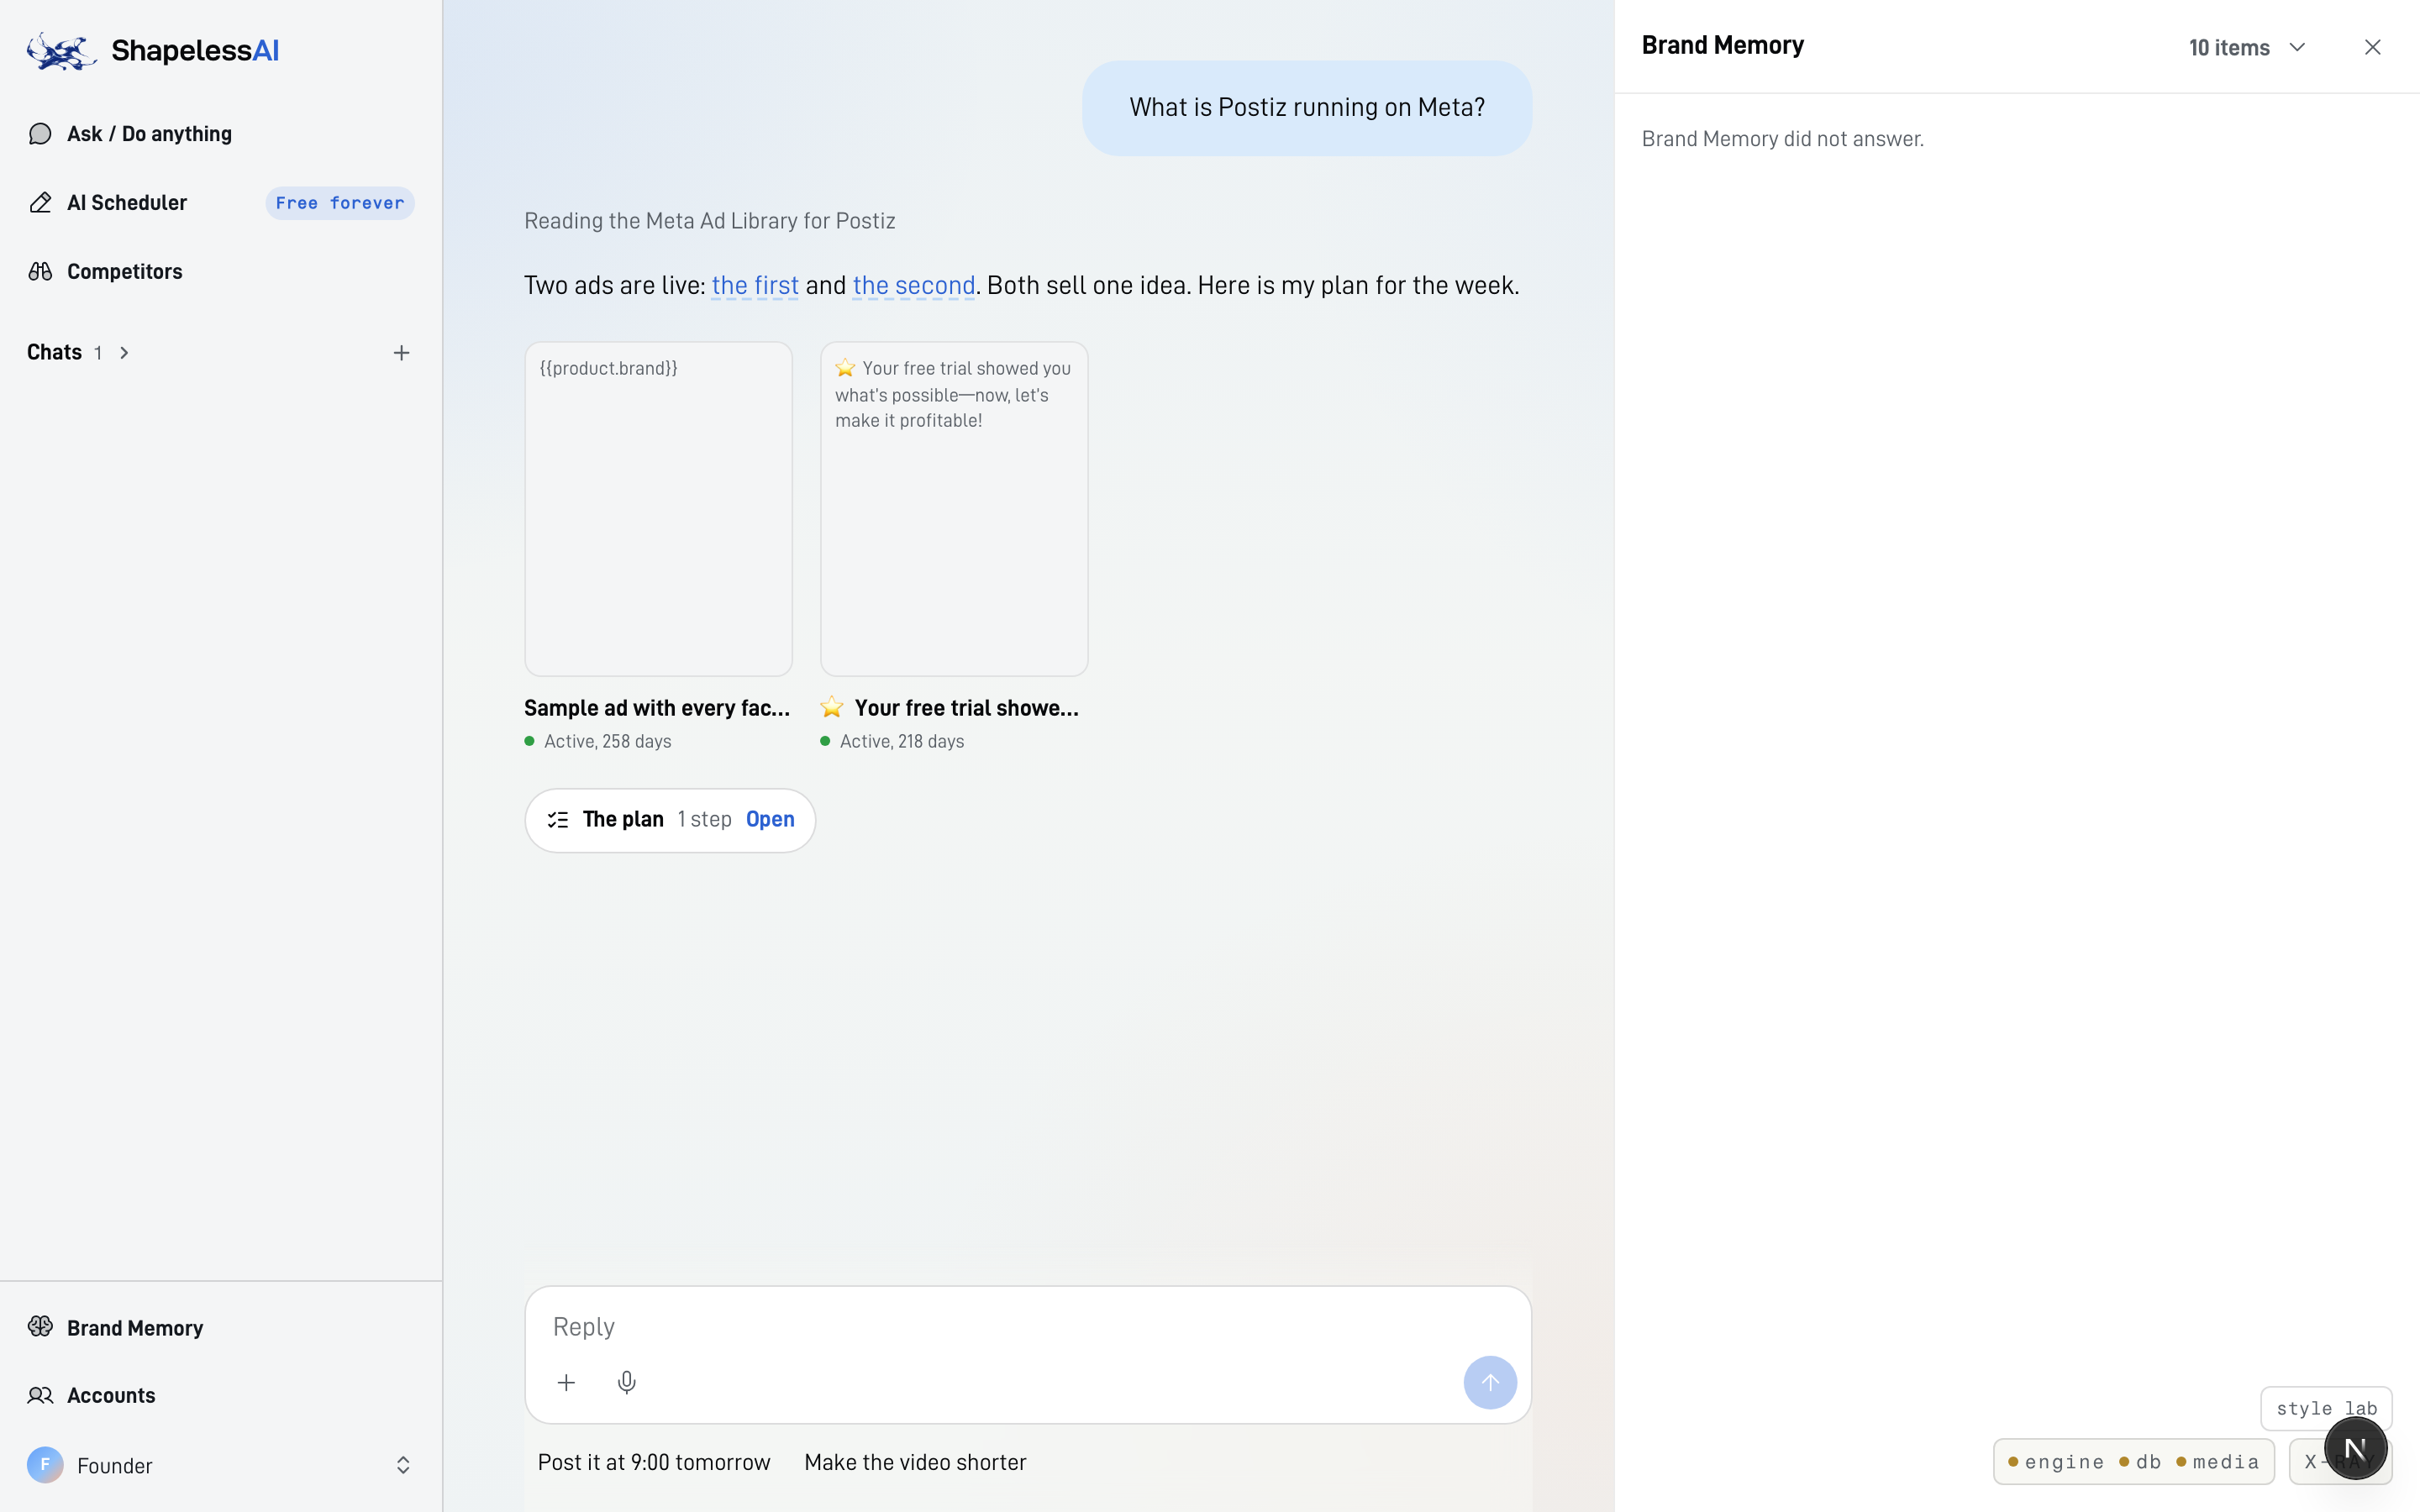 ShapelessAI
Ask / Do anything
AI Scheduler
Free forever
Competitors
Chats 1
What is Postiz running on Meta?
Reading the Meta Ad Library for Postiz
Two ads are live: the first and the second. Both sell one idea. Here is my plan for the week.
{{product.brand}}
⭐ Your free trial showed you
what's possible—now, let's
make it profitable!
Sample ad with every fac...
Active, 258 days
⭐ Your free trial showe...
Active, 218 days
The plan 1 step Open
Reply
Post it at 9:00 tomorrow
Make the video shorter
Brand Memory
Accounts
F
Founder
Brand Memory
10 items
Brand Memory did not answer.
style lab
engine db media
X-RAY
N